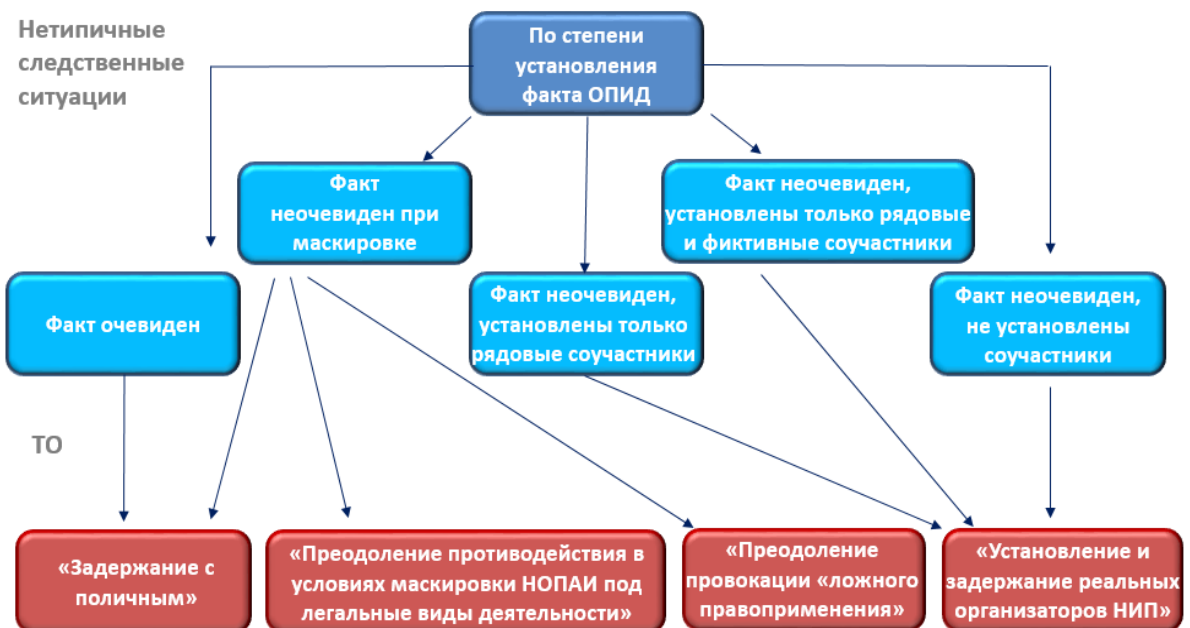 Нетипичные
следственные
ситуации
По степени
установления
факта ОПИД
Факт
неочевиден при
маскировке
Факт неочевиден,
установлены только рядовые
и фиктивные соучастники
Факт очевиден
Факт неочевиден,
установлены только
рядовые соучастники
Факт неочевиден,
не установлены
соучастники
ТО
«Задержание с
поличным»
«Преодоление противодействия в
условиях маскировки НОПАИ под
легальные виды деятельности»
«Преодоление
провокации «ложного
правоприменения»
«Установление и
задержание реальных
организаторов НИП»